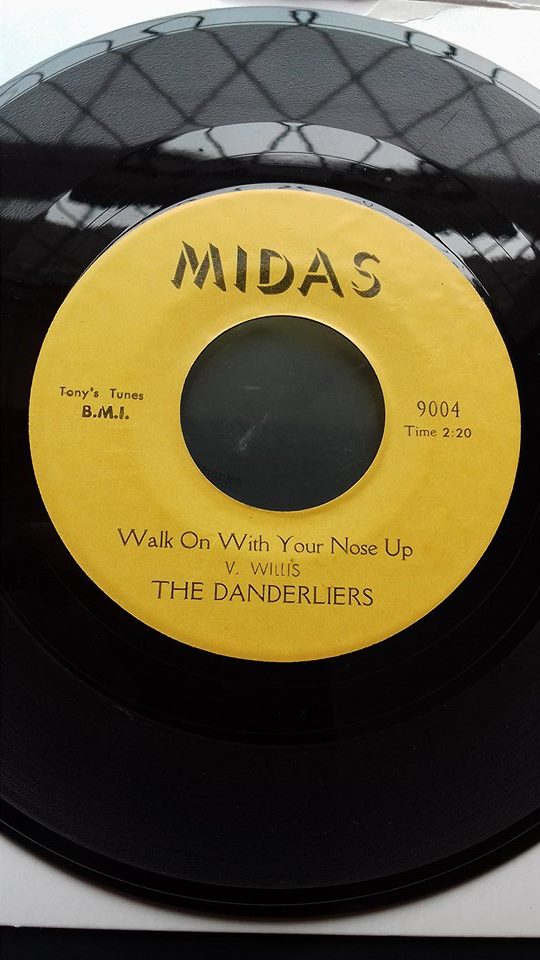 MIDAS
Tony's Tunes
B.M.I.
9004
Time 2:20
Walk On With Your Nose Up
V. WILLIS
THE DANDERLIERS